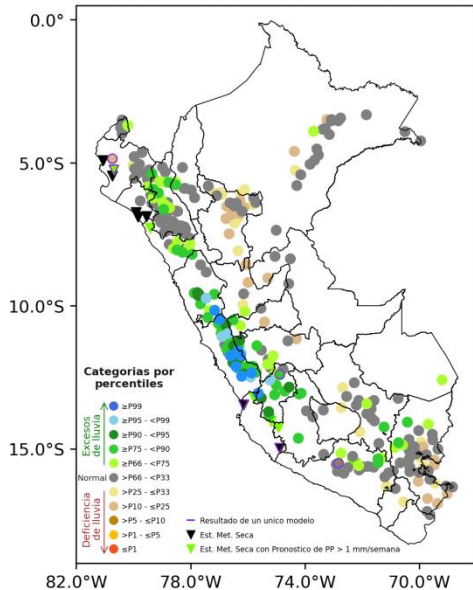 0.0°
5.0°S
10.0°S
15.0°S
82.0°W
78.0°W
74.0°W
70.0°W
Categorias por
percentiles
Excesos
de lluvia
Normal
Deficiencia
de lluvia
≥P99
≥P95 - <P99
≥P90 - <P95
≥P75 - <P90
≥P66 - <P75
>P66 - <P33
>P25 - ≤P33
>P10 - ≤P25
>P5 - ≤P10
>P1 - ≤P5
≤P1
Resultado de un unico modelo
Est. Met. Seca
Est. Met. Seca con Pronostico de PP > 1 mm/semana